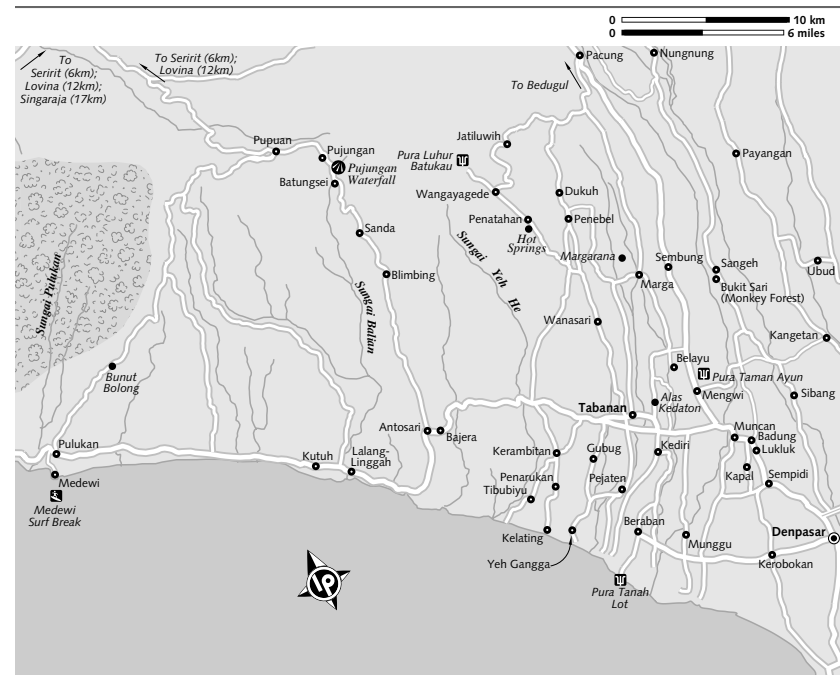 0 10 km
0 6 miles
To
Seririt (6km);
Lovina (12km);
Singaraja (17km)
To Seririt (6km);
Lovina (12km)
Pacung
Nungnung
To Bedugul
Pupuan
Pujungan
Pujungan
Waterfall
Batungsei
Jatiluwih
Pura Luhur
Batukau
Payangan
Wangayagede
Dukuh
Penatahan
Penebel
Hot
Springs
Sanda
Sungai Yeh He
Margarana
Sembung
Sangeh
Ubud
Marga
Bukit Sari
(Monkey Forest)
Blimbing
Sungai Pulukan
Sungai Balian
Wanasari
Kangetan
Bunut
Bolong
Belayu
Pura Taman Ayun
Mengwi
Sibang
Alas
Kedaton
Tabanan
Antosari
Bajera
Muncan
Badung
Lukluk
Pulukan
Kutuh
Lalang-
Linggah
Kerambitan
Gubug
Kediri
Kapal
Sempidi
Medewi
Penarukan
Tibubiyu
Pejaten
Medewi
Surf Break
Kelating
Beraban
Munggu
Denpasar
Yeh Gangga
Kerobokan
Pura Tanah
Lot
lp